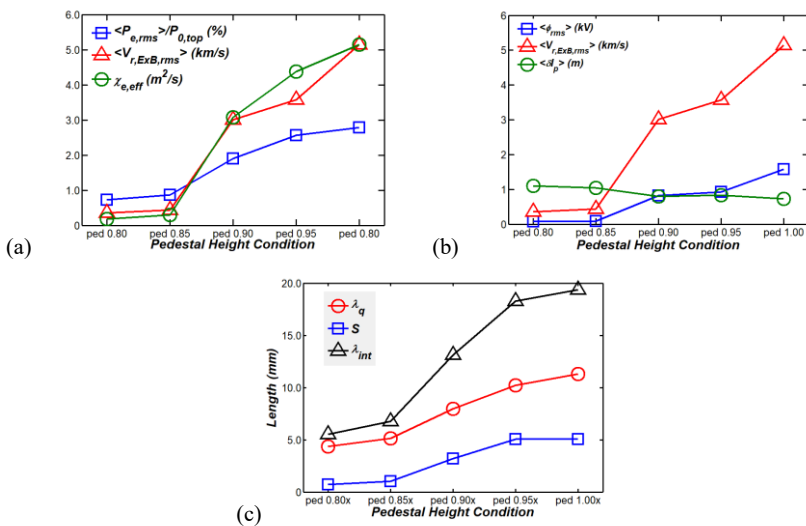 <P_e,rms>/P_0,top (%)
<V_r,ExB,rms> (km/s)
χ_e,eff (m²/s)
6.0
5.0
4.0
3.0
2.0
1.0
0.0
ped 0.80 ped 0.85 ped 0.90 ped 0.95 ped 0.80
Pedestal Height Condition
(a)
<ϕ_rms> (kV)
<V_r,ExB,rms> (km/s)
<δl_p> (m)
6
5
4
3
2
1
0
ped 0.80 ped 0.85 ped 0.90 ped 0.95 ped 1.00
Pedestal Height Condition
(b)
λ_q
S
λ_int
20.0
15.0
10.0
5.0
0
Length (mm)
ped 0.80x ped 0.85x ped 0.90x ped 0.95x ped 1.00x
Pedestal Height Condition
(c)